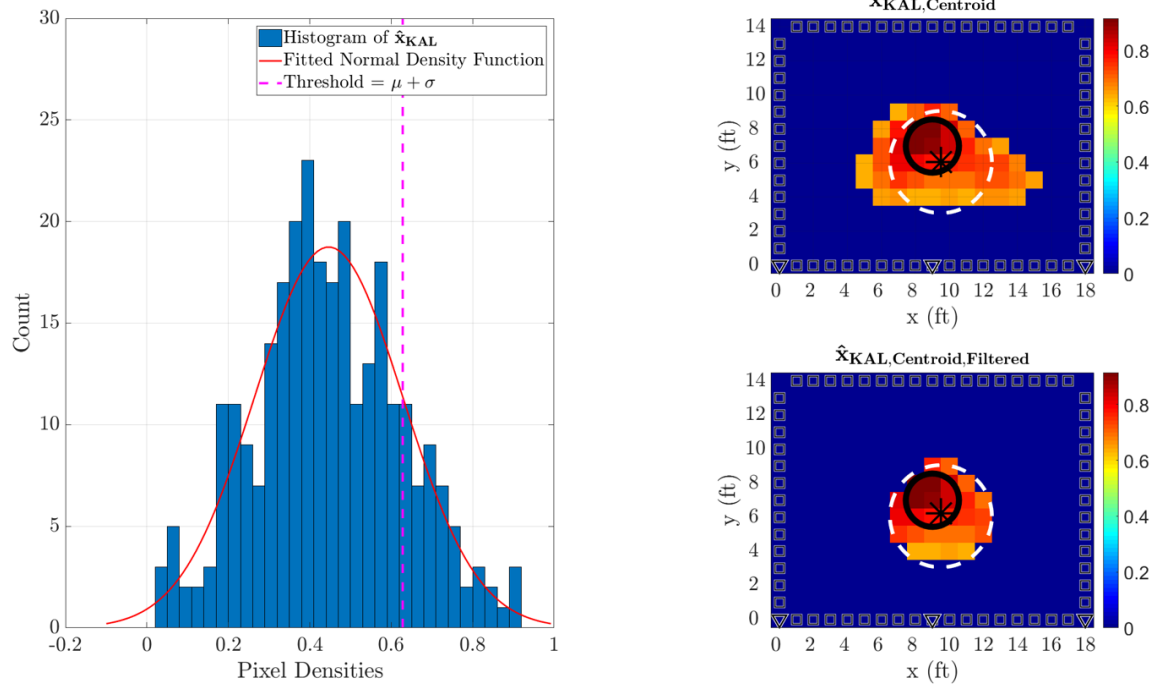 30
25
20
15
10
5
0
Count
-0.2 0 0.2 0.4 0.6 0.8 1
Pixel Densities
Histogram of x̂KAL
Fitted Normal Density Function
Threshold = μ + σ
x̂KAL,Centroid
14
12
10
8
6
4
2
0
y (ft)
0 2 4 6 8 10 12 14 16 18
x (ft)
0.8
0.6
0.4
0.2
0
x̂KAL,Centroid,Filtered
14
12
10
8
6
4
2
0
y (ft)
0 2 4 6 8 10 12 14 16 18
x (ft)
0.8
0.6
0.4
0.2
0